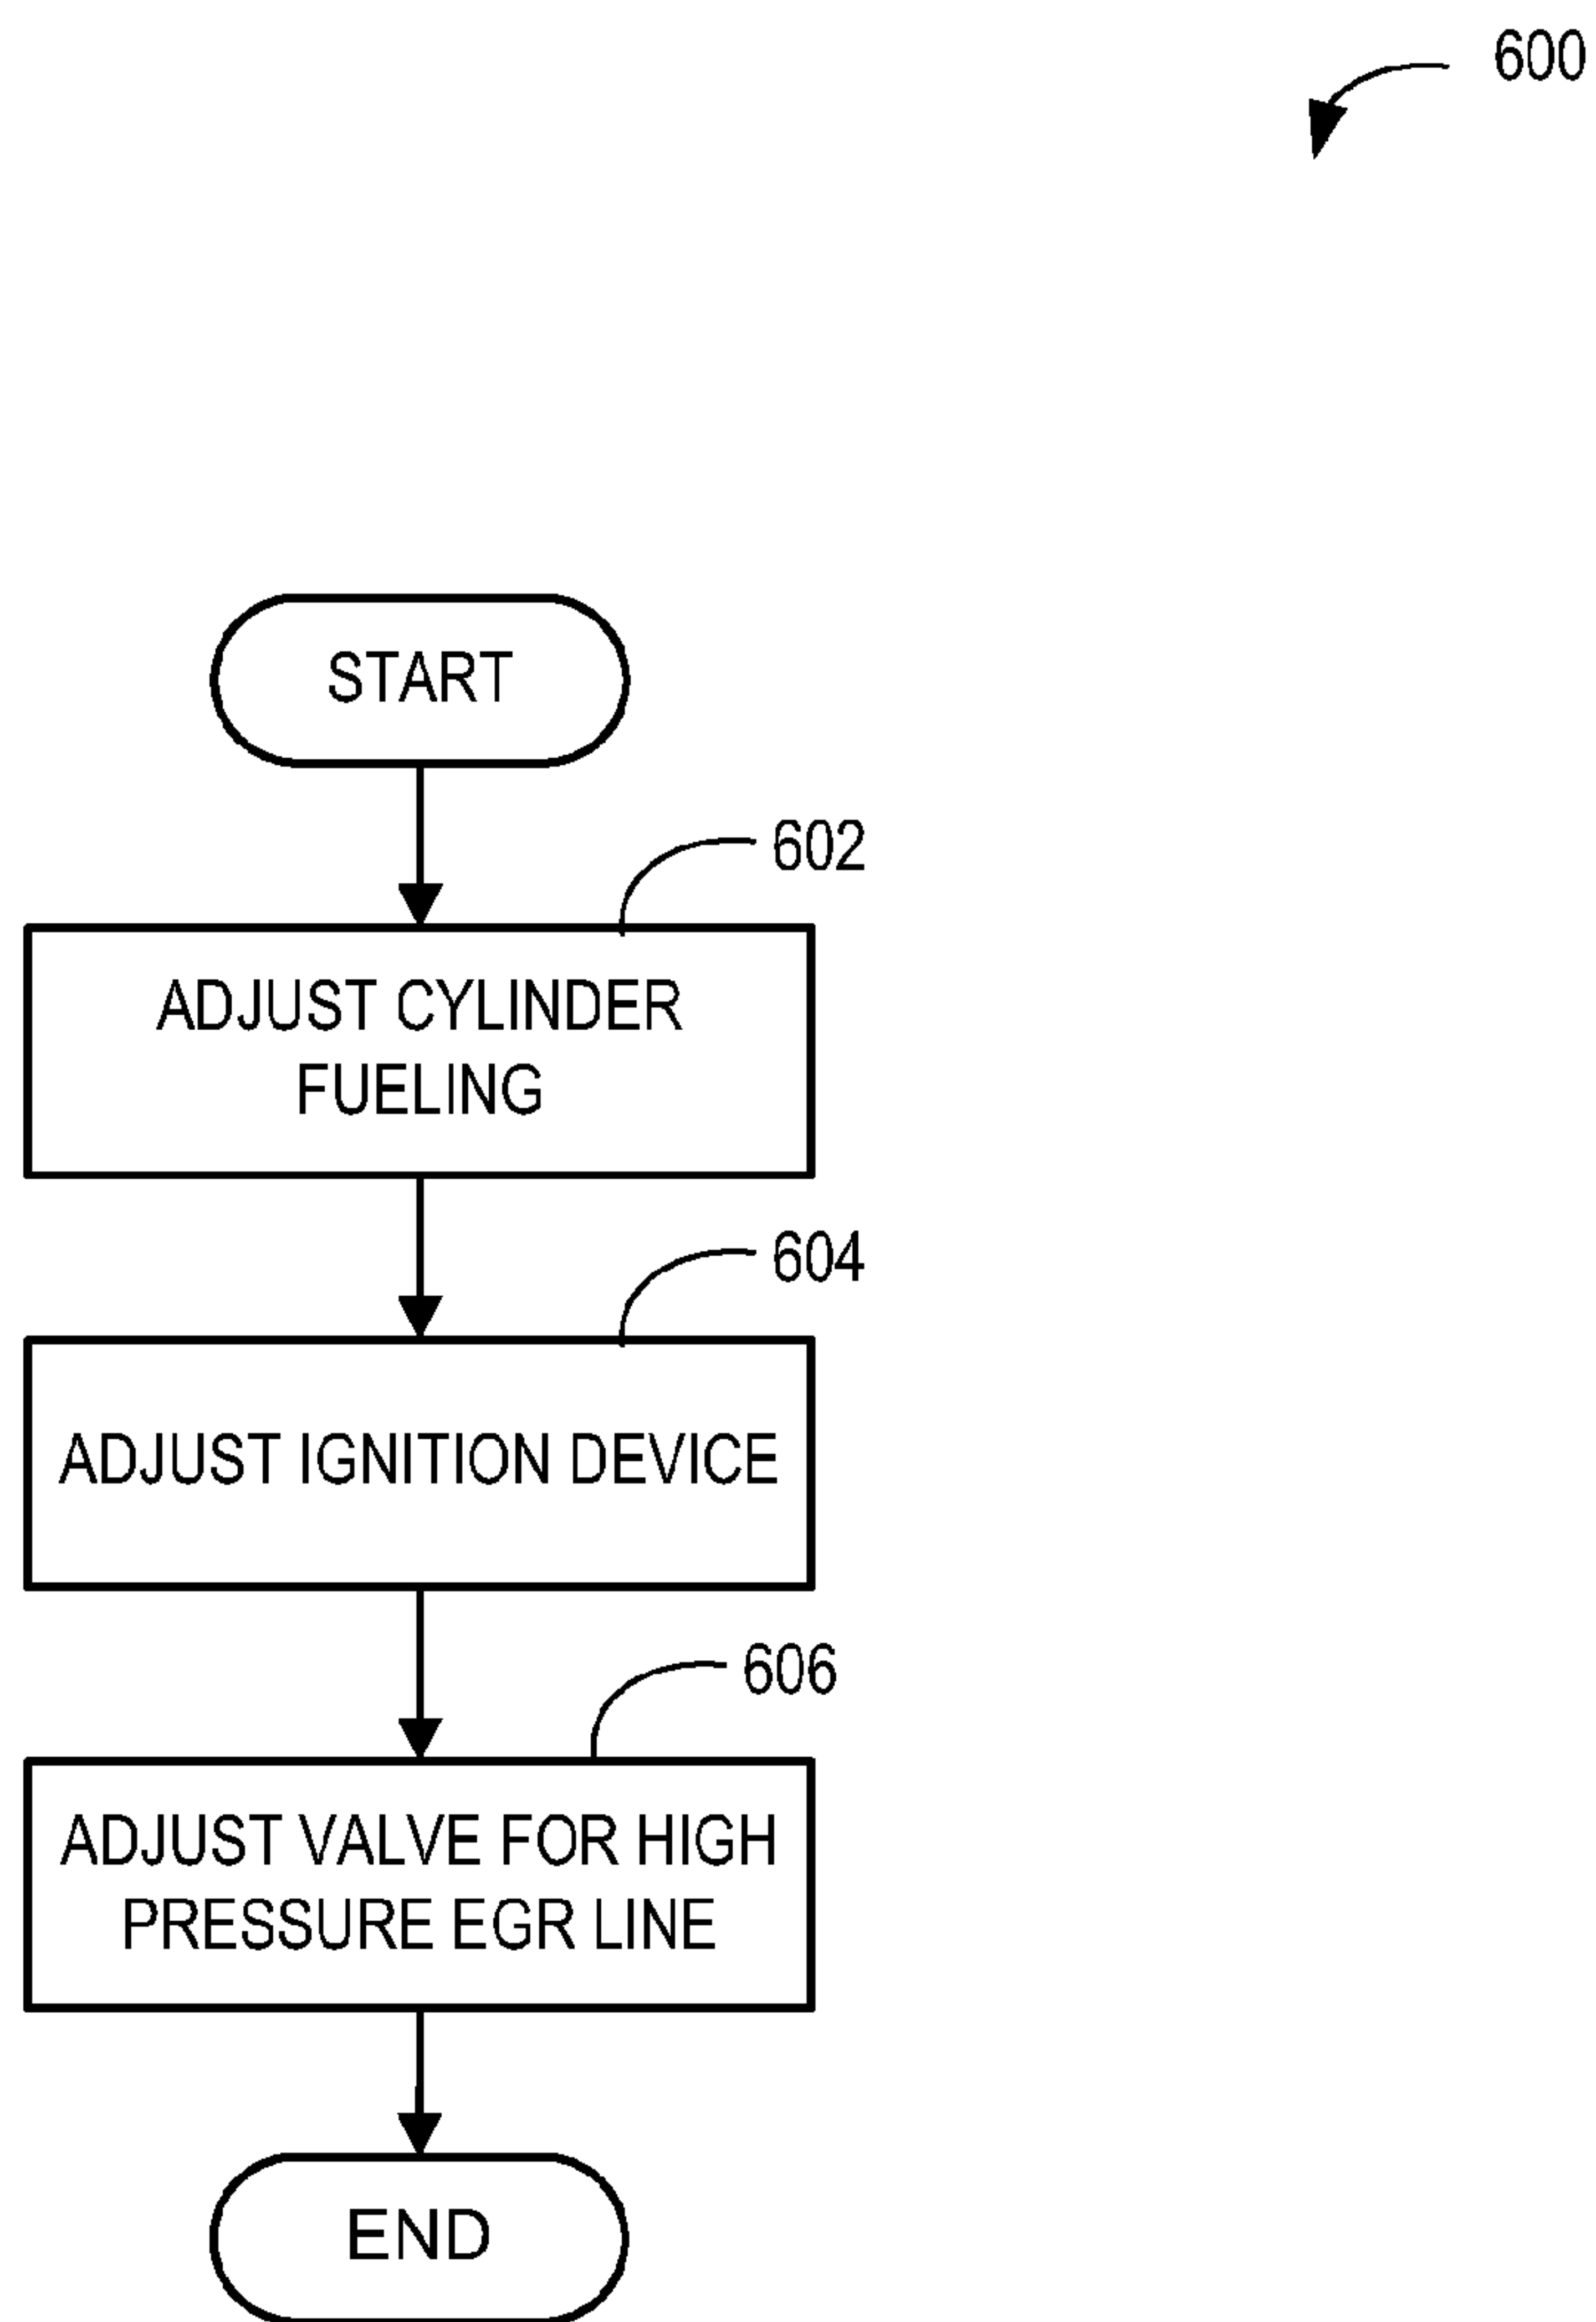 600
START
602
ADJUST CYLINDER
FUELING
604
ADJUST IGNITION DEVICE
606
ADJUST VALVE FOR HIGH
PRESSURE EGR LINE
END